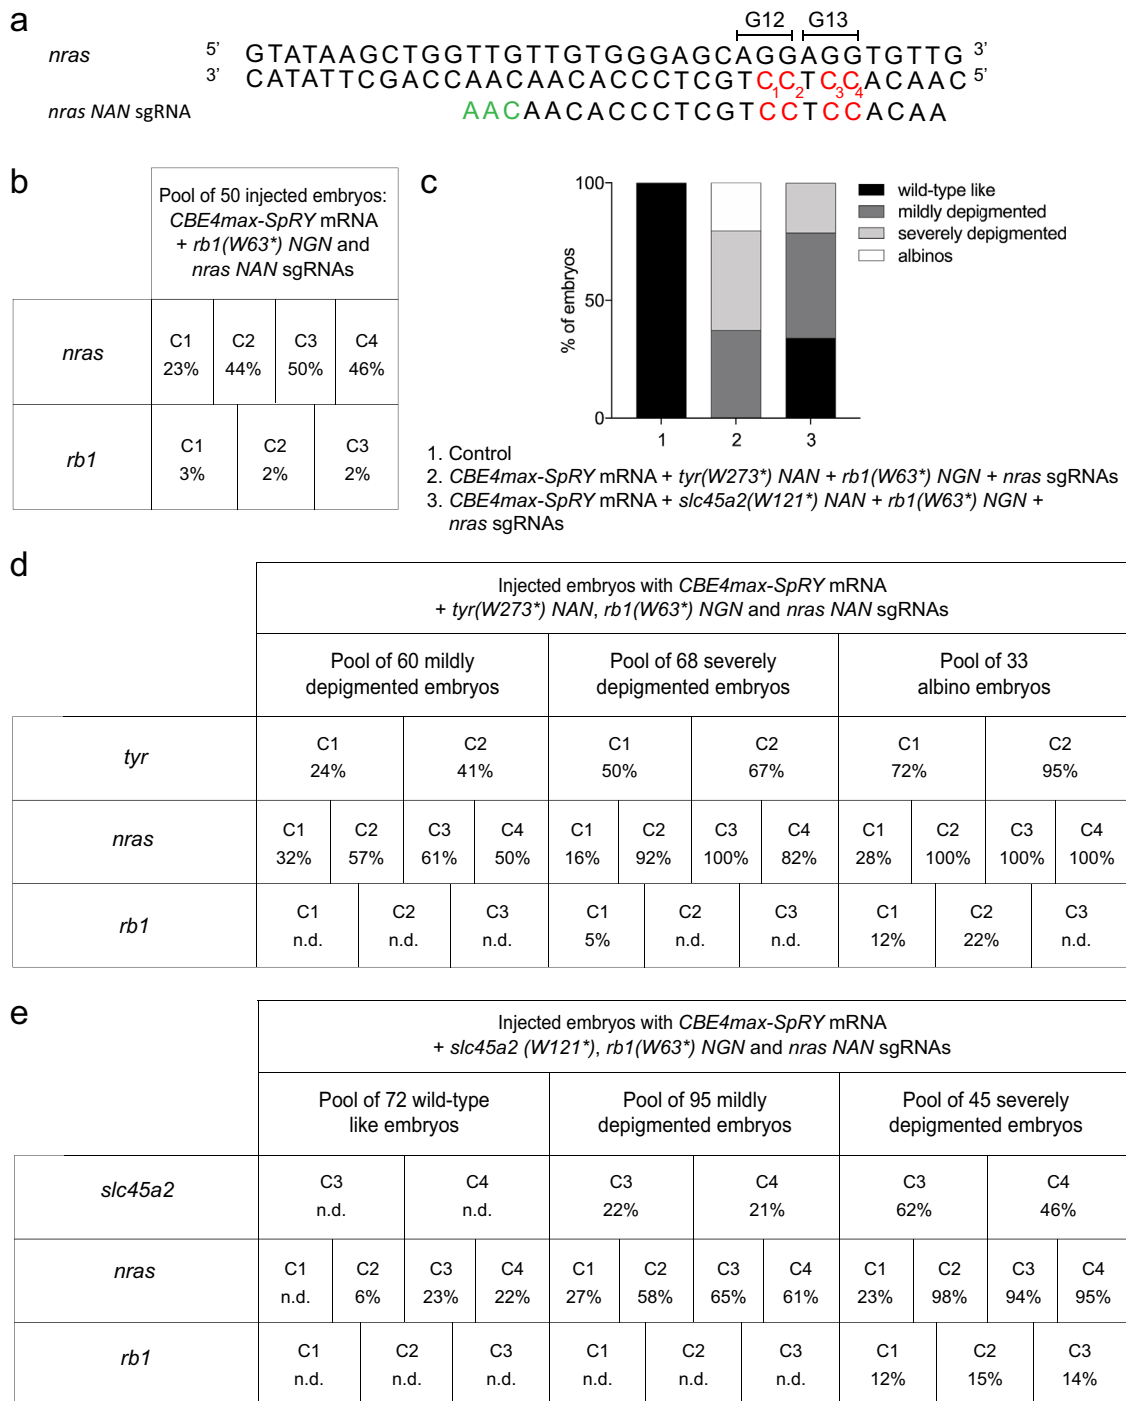 a
G12 G13
nras 5' GTATAAGCTGGTTGTTGTGGGAGCAGGAGGTGTTG 3'
3' CATATTCGACCAACAACACCCTCGTCCTCCACAAC 5'
1 2 3 4
nras NAN sgRNA AACAACACCCTCGTCCTCCACAA
b
Pool of 50 injected embryos:
CBE4max-SpRY mRNA
+ rb1(W63*) NGN and
nras NAN sgRNAs
nras
C1 C2 C3 C4
23% 44% 50% 46%
rb1
C1 C2 C3
3% 2% 2%
c
% of embryos
100
50
0
1 2 3
wild-type like
mildly depigmented
severely depigmented
albinos
1. Control
2. CBE4max-SpRY mRNA + tyr(W273*) NAN + rb1(W63*) NGN + nras sgRNAs
3. CBE4max-SpRY mRNA + slc45a2(W121*) NAN + rb1(W63*) NGN +
nras sgRNAs
d
Injected embryos with CBE4max-SpRY mRNA
+ tyr(W273*) NAN, rb1(W63*) NGN and nras NAN sgRNAs
Pool of 60 mildly depigmented embryos
Pool of 68 severely depigmented embryos
Pool of 33 albino embryos
tyr
C1 C2 C1 C2 C1 C2
24% 41% 50% 67% 72% 95%
nras
C1 C2 C3 C4 C1 C2 C3 C4 C1 C2 C3 C4
32% 57% 61% 50% 16% 92% 100% 82% 28% 100% 100% 100%
rb1
C1 C2 C3 C1 C2 C3 C1 C2 C3
n.d. n.d. n.d. 5% n.d. n.d. 12% 22% n.d.
e
Injected embryos with CBE4max-SpRY mRNA
+ slc45a2 (W121*), rb1(W63*) NGN and nras NAN sgRNAs
Pool of 72 wild-type like embryos
Pool of 95 mildly depigmented embryos
Pool of 45 severely depigmented embryos
slc45a2
C3 C4 C3 C4 C3 C4
n.d. n.d. 22% 21% 62% 46%
nras
C1 C2 C3 C4 C1 C2 C3 C4 C1 C2 C3 C4
n.d. 6% 23% 22% 27% 58% 65% 61% 23% 98% 94% 95%
rb1
C1 C2 C3 C1 C2 C3 C1 C2 C3
n.d. n.d. n.d. n.d. n.d. n.d. 12% 15% 14%